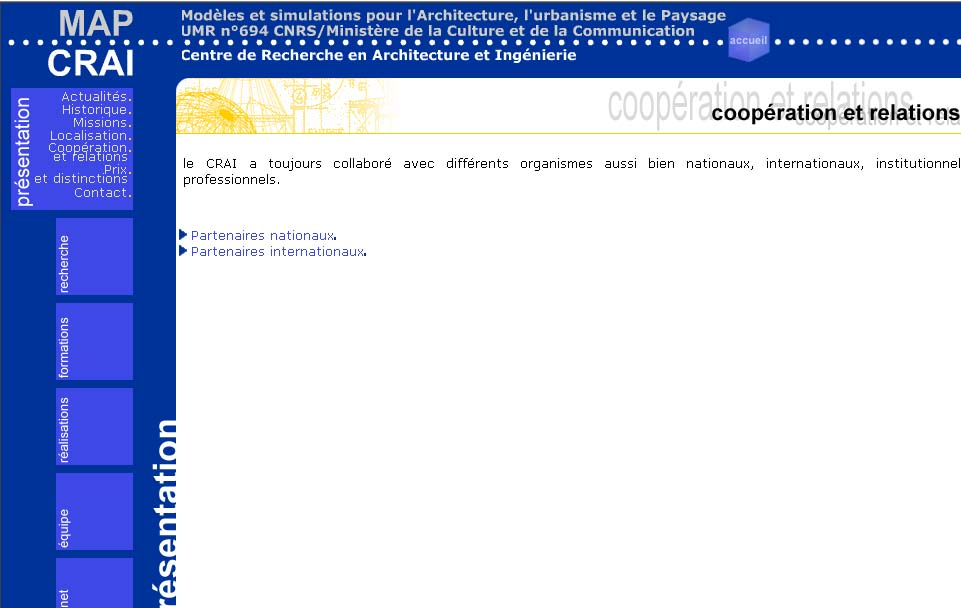 MAP
CRAI
Modèles et simulations pour l'Architecture, l'urbanisme et le Paysage
UMR n°694 CNRS/Ministère de la Culture et de la Communication
Centre de Recherche en Architecture et Ingénierie
accueil
présentation
Actualités.
Historique.
Missions.
Localisation.
Coopération.
et relations
Prix.
et distinctions
Contact.
recherche
formations
réalisations
équipe
net
résentation
coopération et relations
coopération et relations
le CRAI a toujours collaboré avec différents organismes aussi bien nationaux, internationaux, institutionnel
professionnels.
Partenaires nationaux.
Partenaires internationaux.